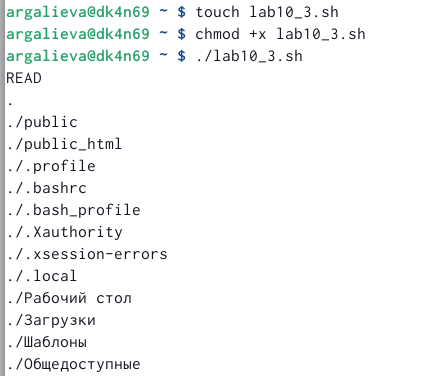 argalieva@dk4n69 ~ $ touch lab10_3.sh
argalieva@dk4n69 ~ $ chmod +x lab10_3.sh
argalieva@dk4n69 ~ $ ./lab10_3.sh
READ
.
./public
./public_html
./.profile
./.bashrc
./.bash_profile
./.Xauthority
./.xsession-errors
./.local
./Рабочий стол
./Загрузки
./Шаблоны
./Общедоступные